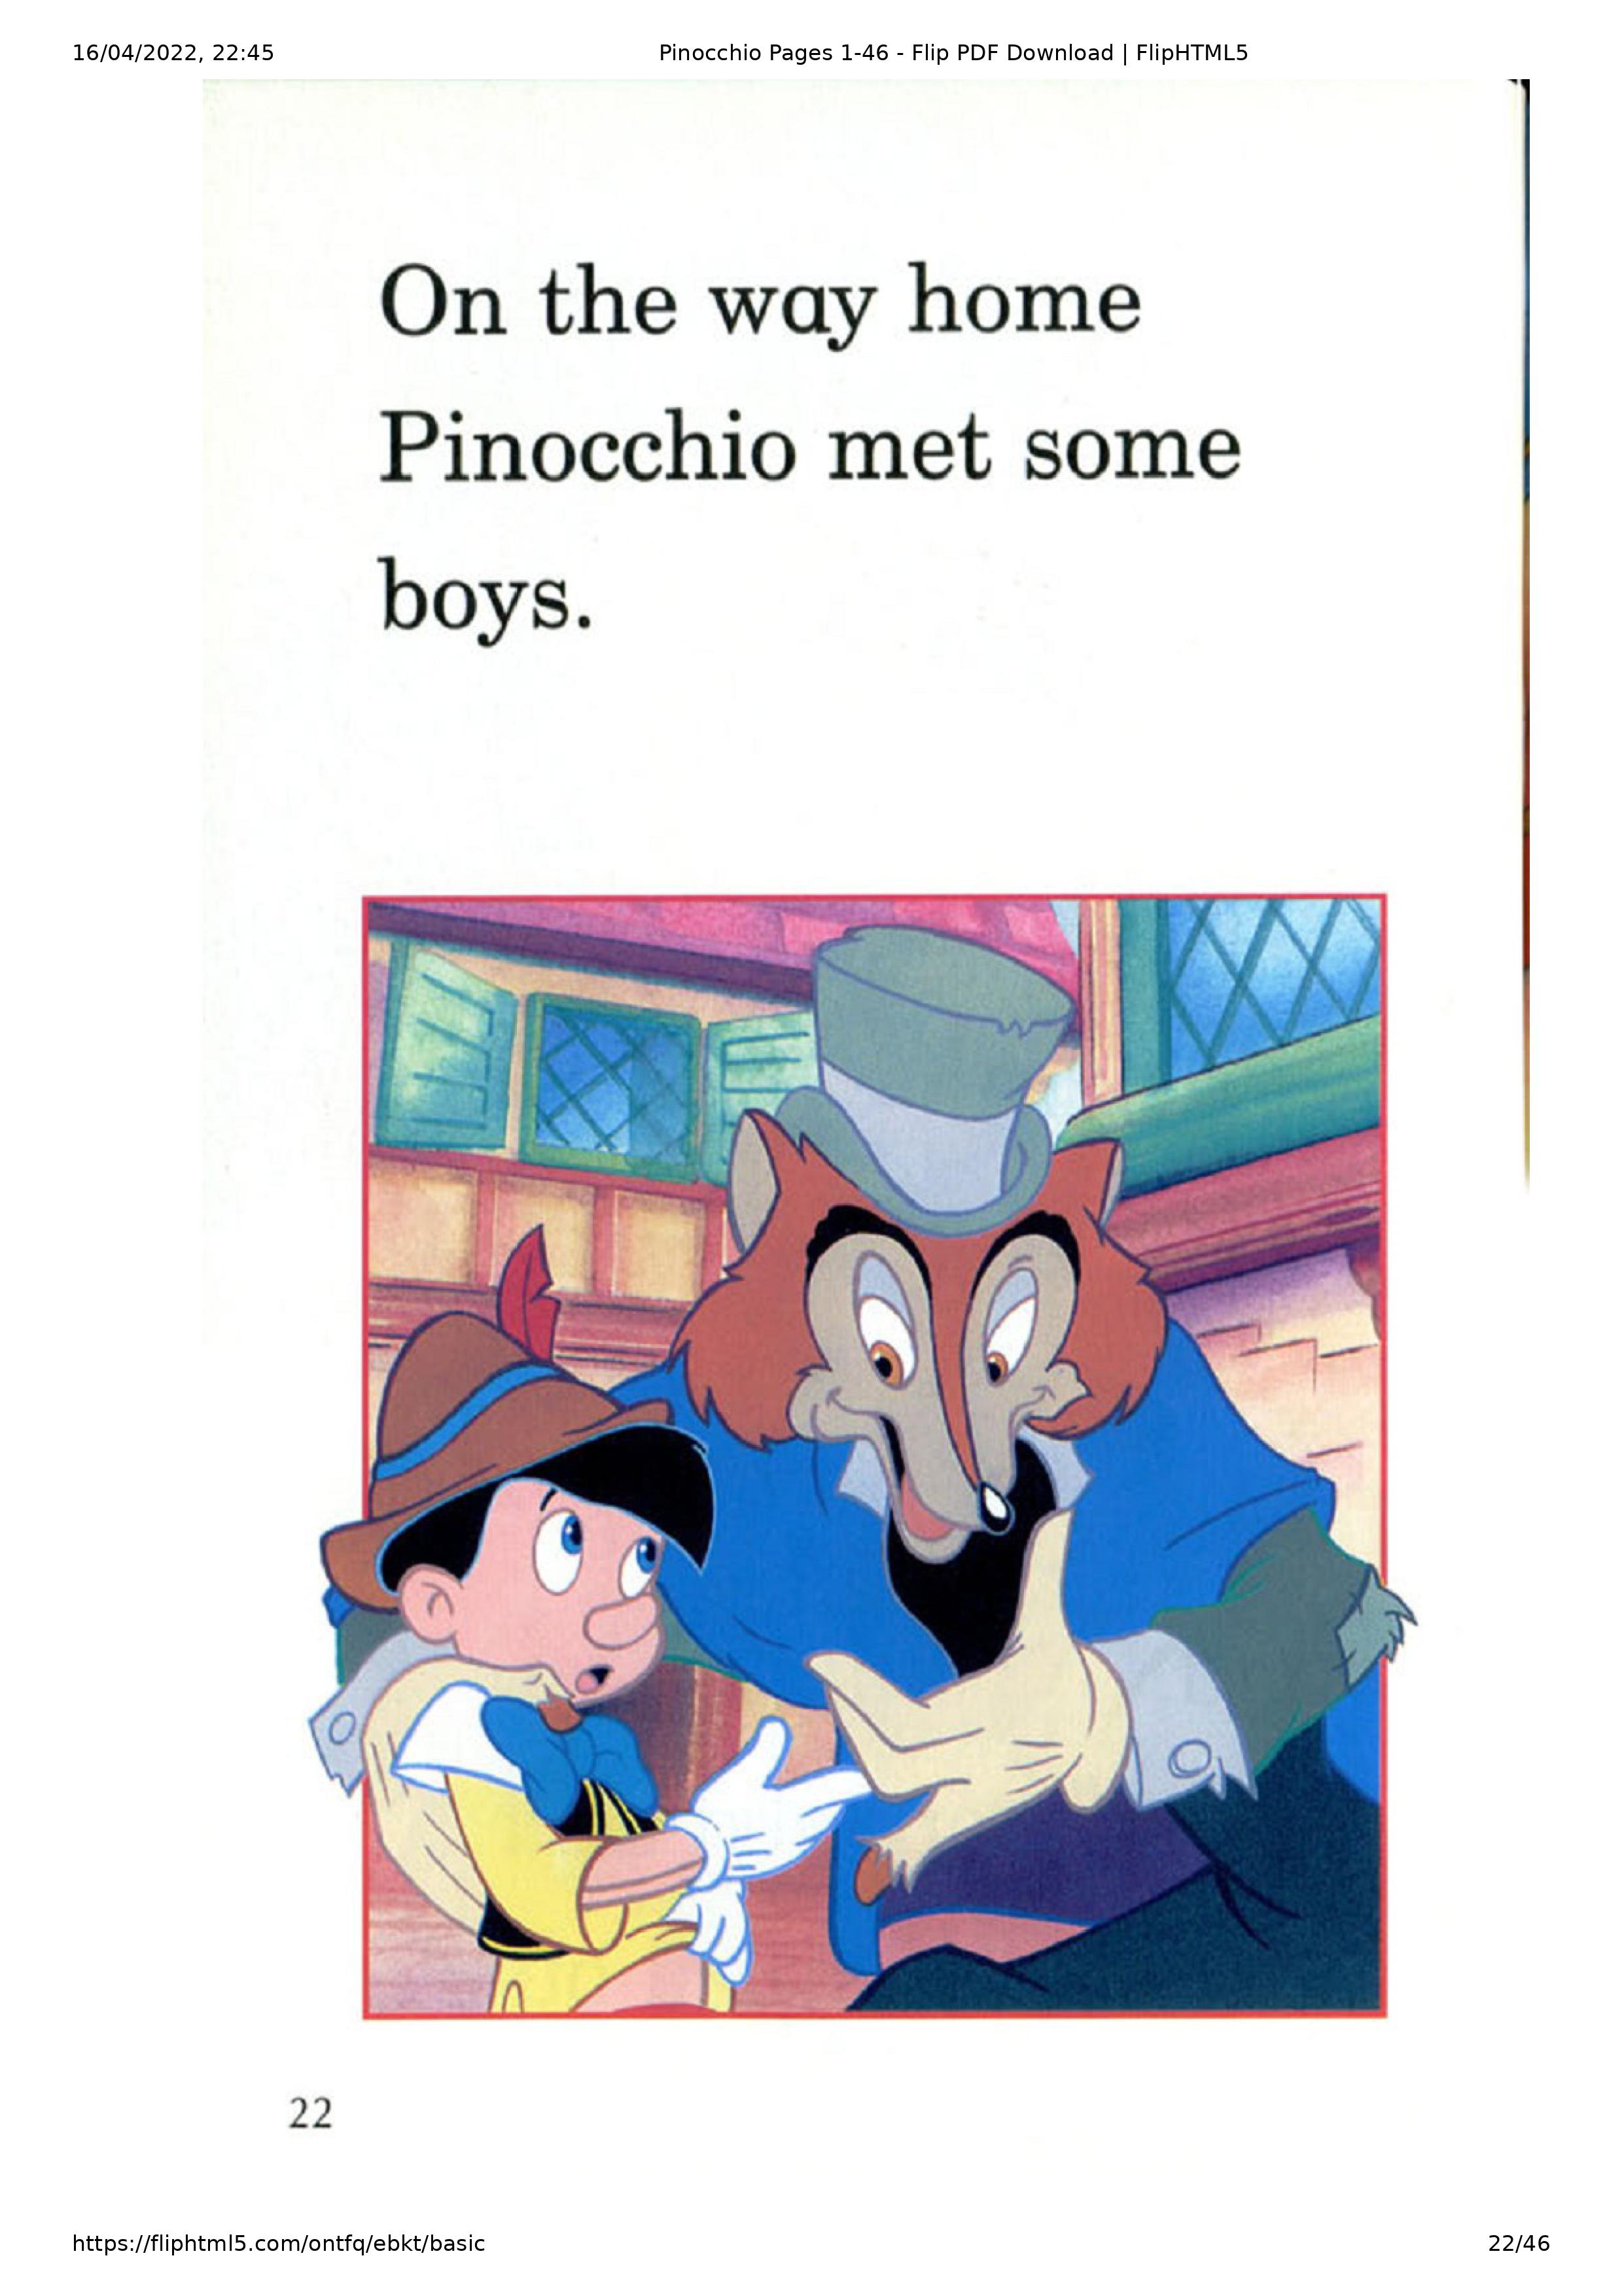 16/04/2022, 22:45 Pinocchio Pages 1-46 - Flip PDF Download | FlipHTML5
On the way home
Pinocchio met some
boys.
22
https://fliphtml5.com/ontfq/ebkt/basic 22/46